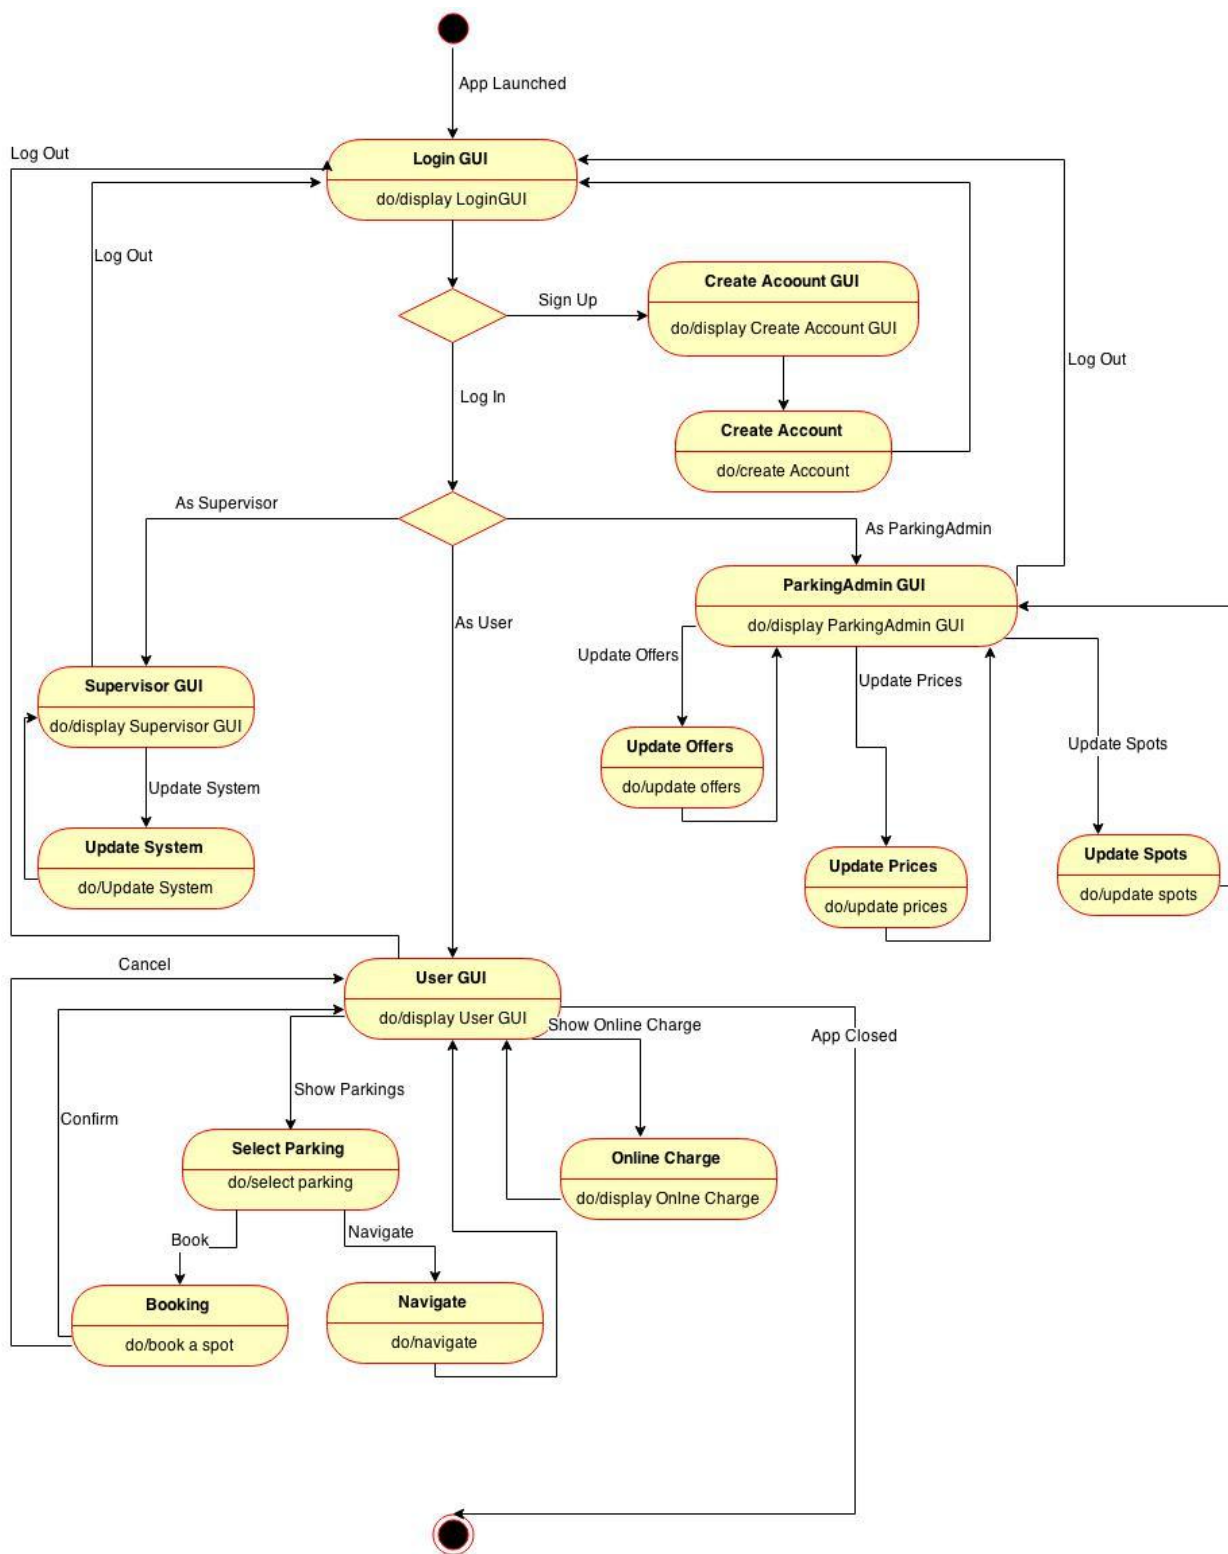 App Launched
Log Out
Login GUI
do/display LoginGUI
Log Out
Sign Up
Create Acoount GUI
do/display Create Account GUI
Log Out
Log In
Create Account
do/create Account
As Supervisor
As ParkingAdmin
ParkingAdmin GUI
do/display ParkingAdmin GUI
As User
Update Offers
Update Prices
Supervisor GUI
do/display Supervisor GUI
Update Offers
do/update offers
Update Spots
Update System
Update System
do/Update System
Update Prices
do/update prices
Update Spots
do/update spots
Cancel
User GUI
do/display User GUI
Show Online Charge
App Closed
Show Parkings
Confirm
Select Parking
do/select parking
Online Charge
do/display Onlne Charge
Book
Navigate
Booking
do/book a spot
Navigate
do/navigate